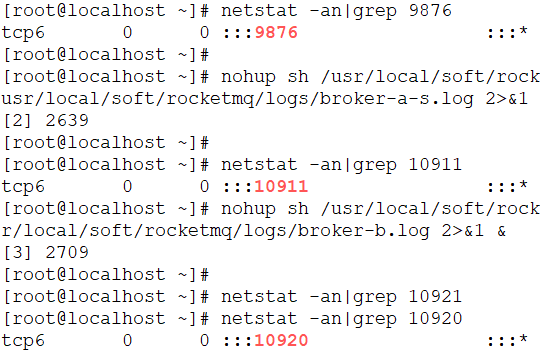 [root@localhost ~]# netstat -an|grep 9876
tcp6       0      0 :::9876                 :::*
[root@localhost ~]#
[root@localhost ~]# nohup sh /usr/local/soft/rock
usr/local/soft/rocketmq/logs/broker-a-s.log 2>&1
[2] 2639
[root@localhost ~]#
[root@localhost ~]# netstat -an|grep 10911
tcp6       0      0 :::10911                :::*
[root@localhost ~]# nohup sh /usr/local/soft/rock
r/local/soft/rocketmq/logs/broker-b.log 2>&1 &
[3] 2709
[root@localhost ~]#
[root@localhost ~]# netstat -an|grep 10921
[root@localhost ~]# netstat -an|grep 10920
tcp6       0      0 :::10920                :::*